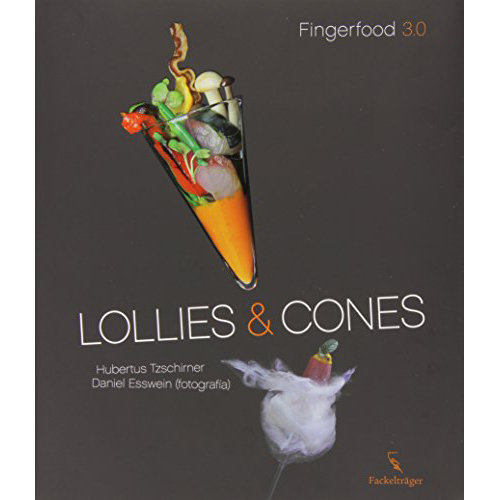 Fingerfood 3.0
LOLLIES & CONES
Hubertus Tzschirner
Daniel Esswein (fotografía)
Fackelträger